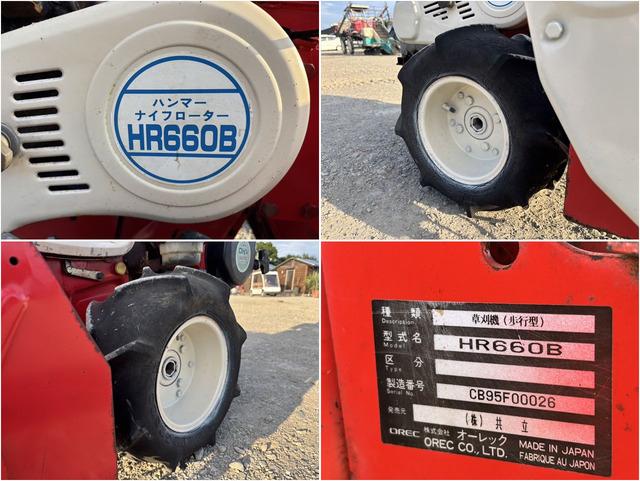 ハンマー
ナイフローター
HR660B
種類 草刈機(歩行型)
Description
型式名 HR660B
Model
区分
Type
製造番号 CB95F00026
Serial No.
発売元 (株)共立
OREC 株式会社 オーレック
OREC CO., LTD.
MADE IN JAPAN
FABRIQUE AU JAPON